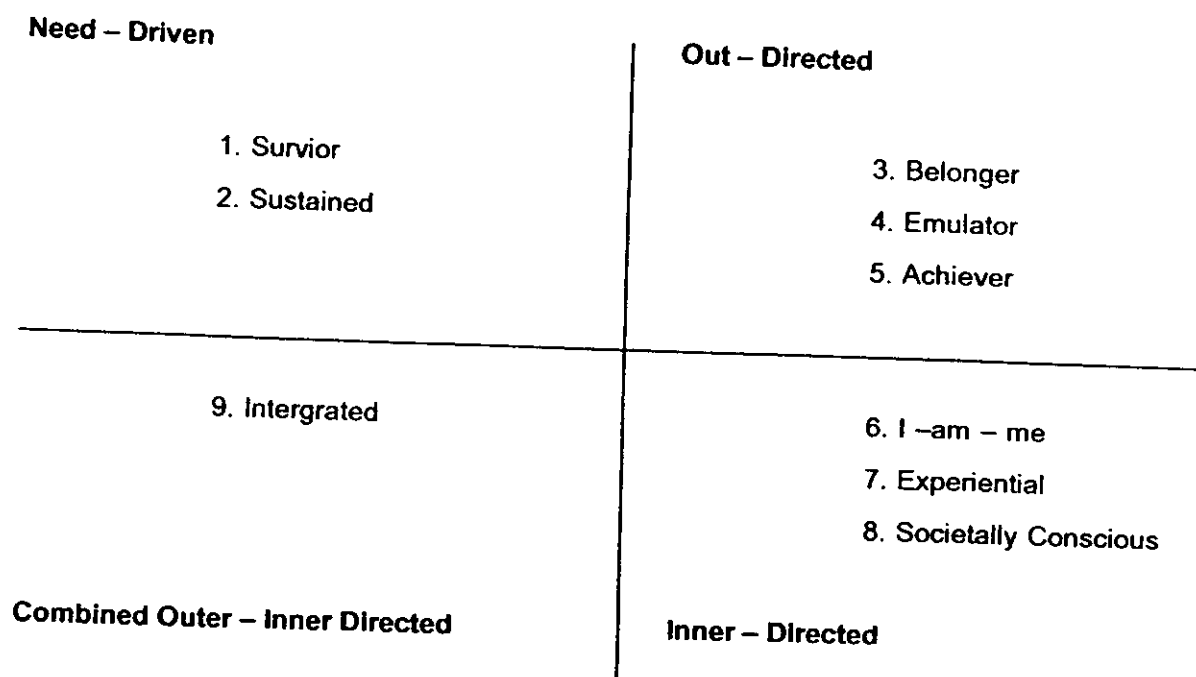 Need – Driven
1. Survior
2. Sustained
Out – Directed
3. Belonger
4. Emulator
5. Achiever
9. Intergrated
Combined Outer – Inner Directed
6. I –am – me
7. Experiential
8. Societally Conscious
Inner – Directed